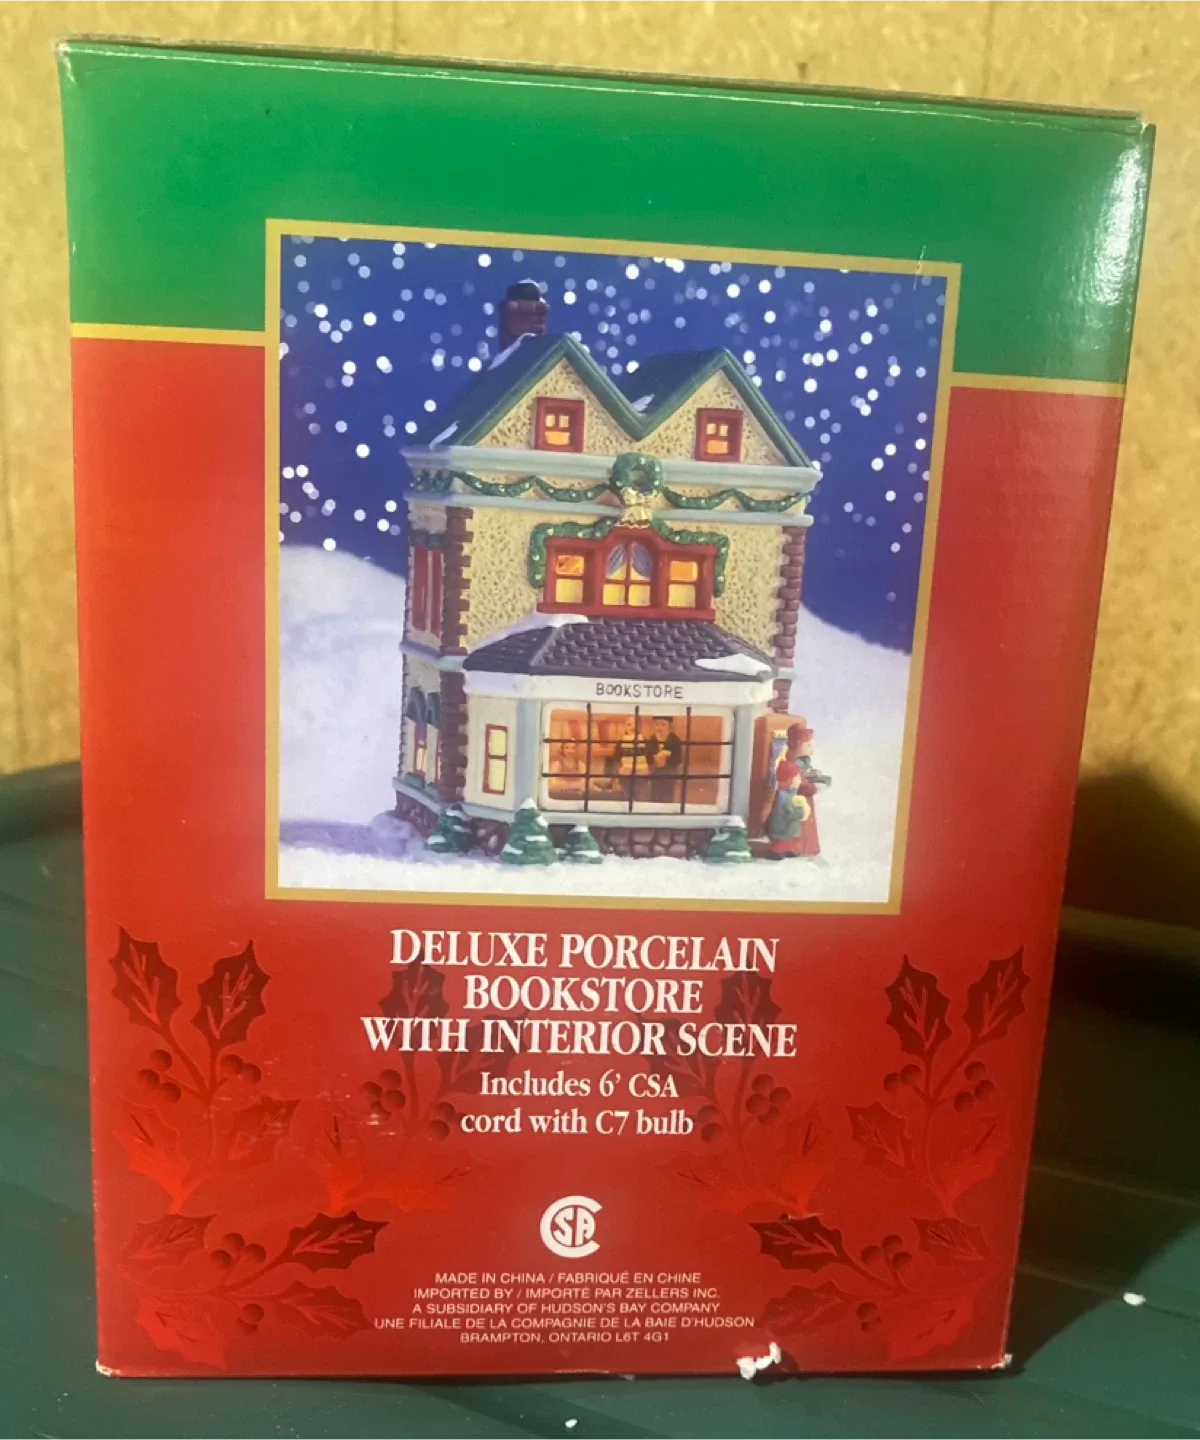 BOOKSTORE
DELUXE PORCELAIN
BOOKSTORE
WITH INTERIOR SCENE
Includes 6' CSA
cord with C7 bulb
CSA
MADE IN CHINA / FABRIQUÉ EN CHINE
IMPORTED BY / IMPORTÉ PAR ZELLERS INC.
A SUBSIDIARY OF HUDSON'S BAY COMPANY
UNE FILIALE DE LA COMPAGNIE DE LA BAIE D'HUDSON
BRAMPTON, ONTARIO L6T 4G1